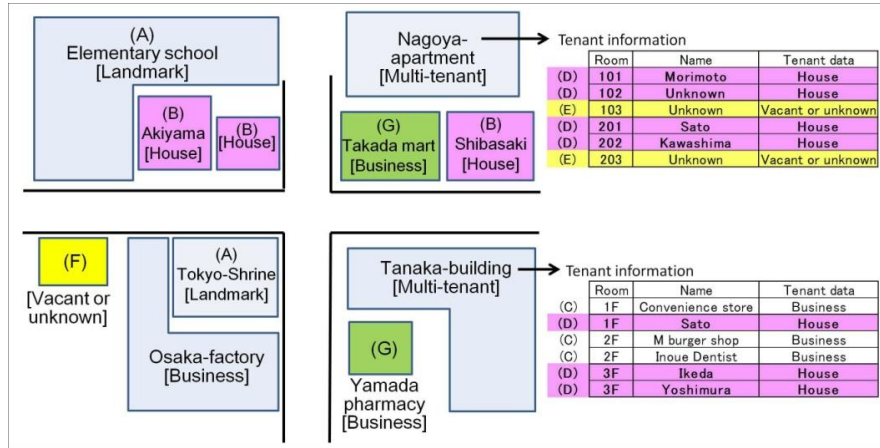 (A)
Elementary school
[Landmark]
(B)
Akiyama
[House]
(B)
[House]
Nagoya-
apartment
[Multi-tenant]
(G)
Takada mart
[Business]
(B)
Shibasaki
[House]
Tenant information
Room Name Tenant data
(D) 101 Morimoto House
(D) 102 Unknown House
(E) 103 Unknown Vacant or unknown
(D) 201 Sato House
(D) 202 Kawashima House
(E) 203 Unknown Vacant or unknown
(F)
[Vacant or
unknown]
(A)
Tokyo-Shrine
[Landmark]
Osaka-factory
[Business]
Tanaka-building
[Multi-tenant]
(G)
Yamada
pharmacy
[Business]
Tenant information
Room Name Tenant data
(C) 1F Convenience store Business
(D) 1F Sato House
(C) 2F M burger shop Business
(C) 2F Inoue Dentist Business
(D) 3F Ikeda House
(D) 3F Yoshimura House